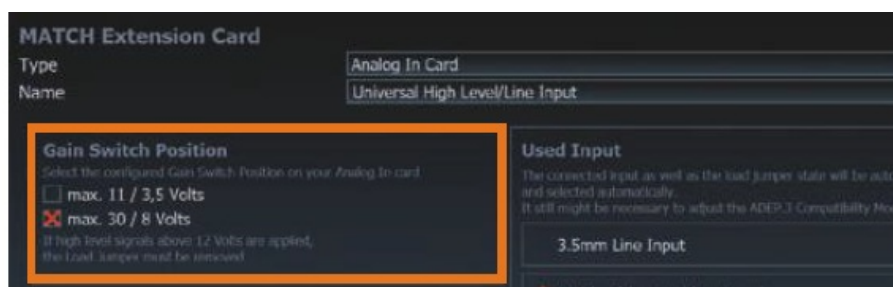 MATCH Extension Card
Type
Analog In Card
Name
Universal High Level/Line Input
Gain Switch Position
Select the configured Gain Switch Position on your Analog In card
max. 11 / 3,5 Volts
max. 30 / 8 Volts
If high level signals above 12 Volts are applied,
the Load Jumper must be removed
Used Input
The connected input as well as the load jumper state will be
and selected automatically.
It still might be necessary to adjust the ADEP.3 Compatibility
3.5mm Line Input